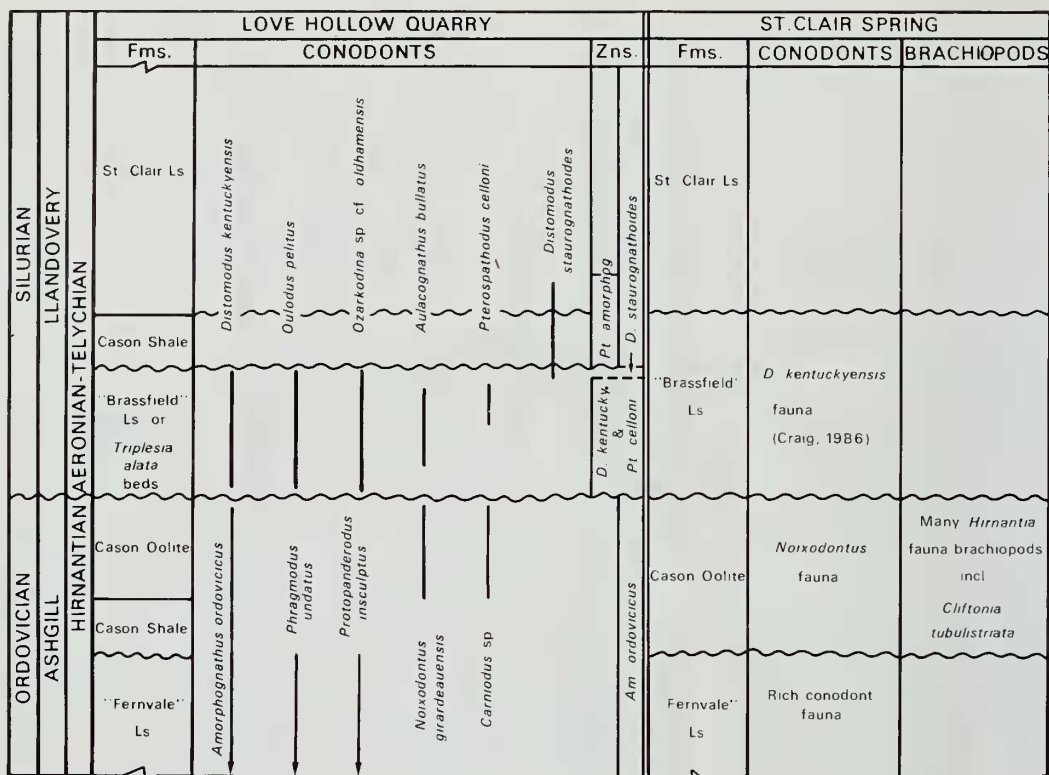 LOVE HOLLOW QUARRY
ST.CLAIR SPRING
Fms.
CONODONTS
Zns.
Fms.
CONODONTS
BRACHIOPODS
SILURIAN
LLANDOVERY
AERONIAN-TELYCHIAN
ORDOVICIAN
ASHGILL
HIRNANTIAN
St Clair Ls
Cason Shale
"Brassfield"
Ls or
Triplesia
alata
beds
Cason Oolite
Cason Shale
"Fernvale"
Ls
Distomodus kentuckyensis
Oulodus pelitus
Ozarkodina sp cf oldhamensis
Aulacognathus bullatus
Pterospathodus celloni
Distomodus
staurognathoides
Amorphognathus ordovicicus
Phragmodus
undatus
Protopanderodus
insculptus
Noixodontus
girardeauensis
Carniodus sp
Pt amorphog
D. staurognathoides
D. kentucky.
&
Pt celloni
Am ordovicicus
St Clair Ls
"Brassfield"
Ls
Cason Oolite
"Fernvale"
Ls
D kentuckyensis
fauna
(Craig, 1986)
Noixodontus
fauna
Rich conodont
fauna
Many Hirnantia
fauna brachiopods
incl
Cliftonia
tubulistriata